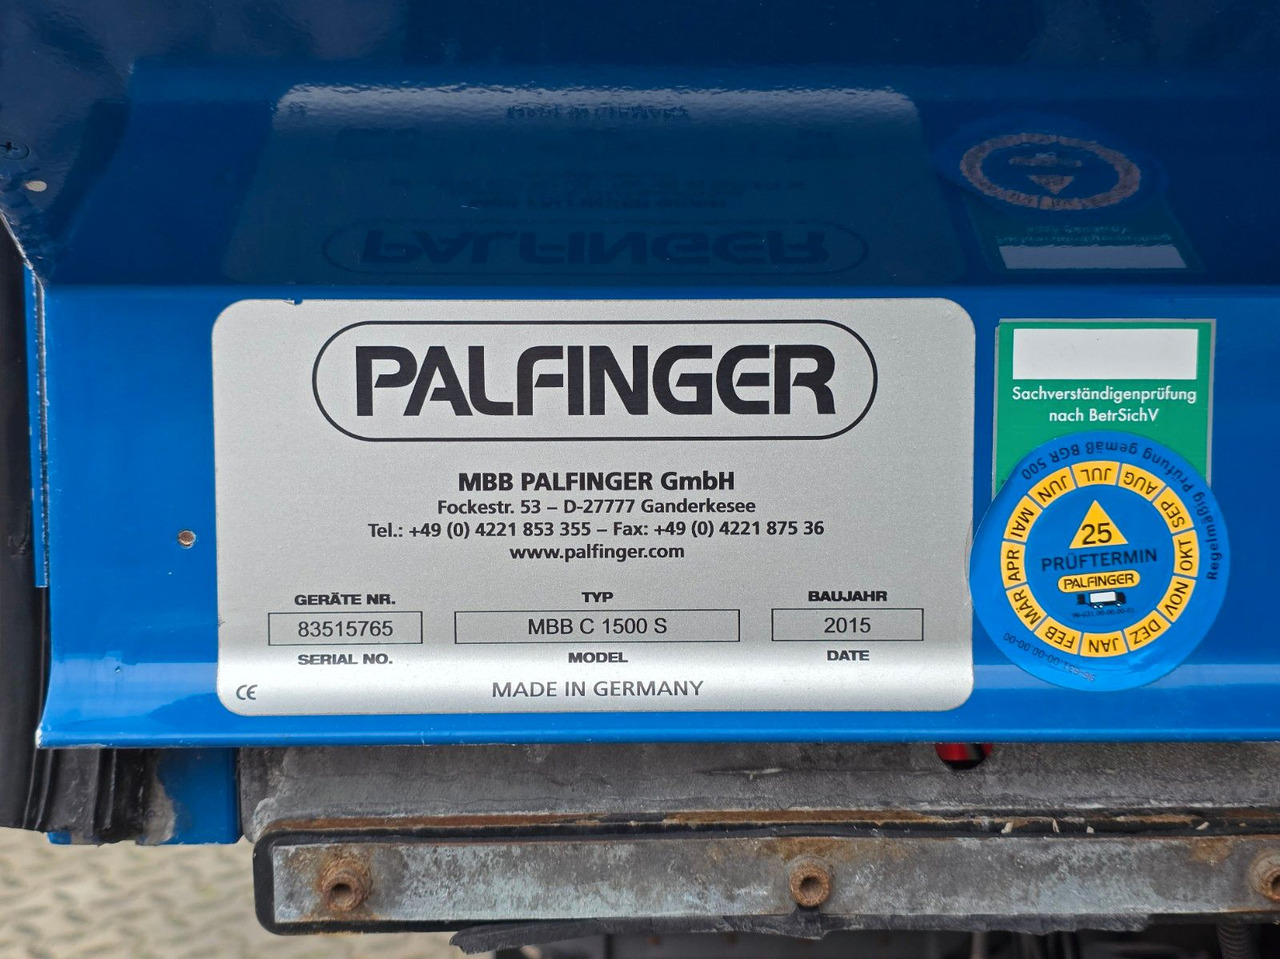 PALFINGER
MBB PALFINGER GmbH
Fockestr. 53 – D-27777 Ganderkesee
Tel.: +49 (0) 4221 853 355 – Fax: +49 (0) 4221 875 36
www.palfinger.com
GERÄTE NR.
83515765
SERIAL NO.
TYP
MBB C 1500 S
MODEL
BAUJAHR
2015
DATE
CE
MADE IN GERMANY
Sachverständigenprüfung
nach BetrSichV
Regelmäßig Prüfung gemäß BGR 500
JAN FEB MÄR APR MAI JUN JUL AUG SEP OKT NOV DEZ
25
PRÜFTERMIN
PALFINGER